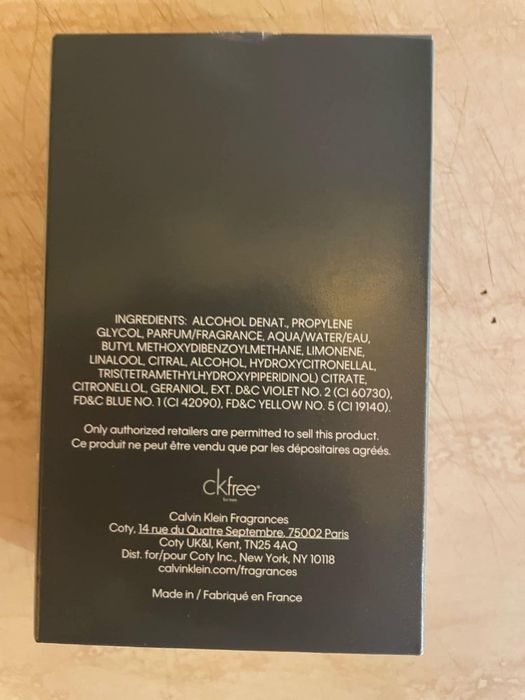 INGREDIENTS: ALCOHOL DENAT., PROPYLENE
GLYCOL, PARFUM/FRAGRANCE, AQUA/WATER/EAU,
BUTYL METHOXYDIBENZOYLMETHANE, LIMONENE,
LINALOOL, CITRAL, ALCOHOL, HYDROXYCITRONELLAL,
TRIS(TETRAMETHYLHYDROXYPIPERIDINOL) CITRATE,
CITRONELLOL, GERANIOL, EXT. D&C VIOLET NO. 2 (CI 60730),
FD&C BLUE NO. 1 (CI 42090), FD&C YELLOW NO. 5 (CI 19140).
Only authorized retailers are permitted to sell this product.
Ce produit ne peut être vendu que par les dépositaires agréés.
ckfree®
for men
Calvin Klein Fragrances
Coty, 14 rue du Quatre Septembre, 75002 Paris
Coty UK&I, Kent, TN25 4AQ
Dist. for/pour Coty Inc., New York, NY 10118
calvinklein.com/fragrances
Made in / Fabriqué en France